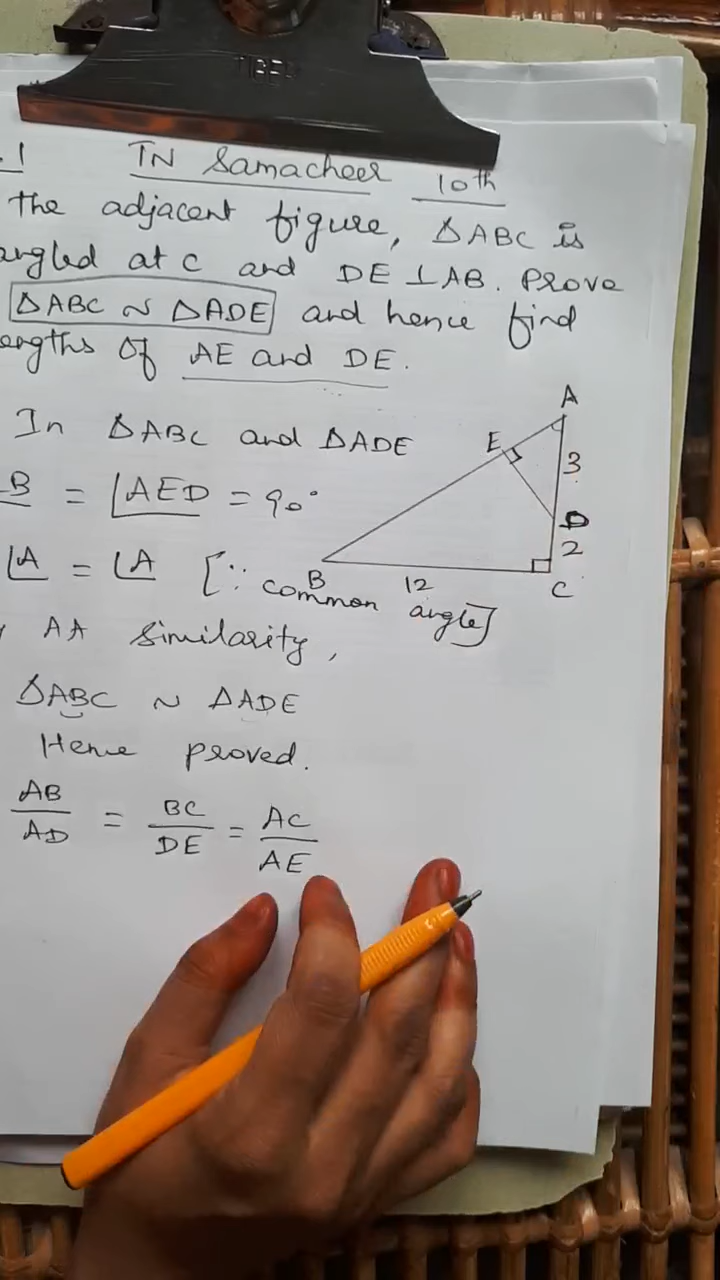 TIGER
.1 TN Samacheer 10th
The adjacent figure, ΔABC is
angled at C and DE ⊥ AB. Prove
ΔABC ~ ΔADE and hence find
engths of AE and DE.
In ΔABC and ΔADE
B = ∠AED = 90°
∠A = ∠A [∵ common angle]
y AA similarity,
ΔABC ~ ΔADE
Hence proved.
AB/AD = BC/DE = AC/AE
A
E
3
D
2
B
12
C